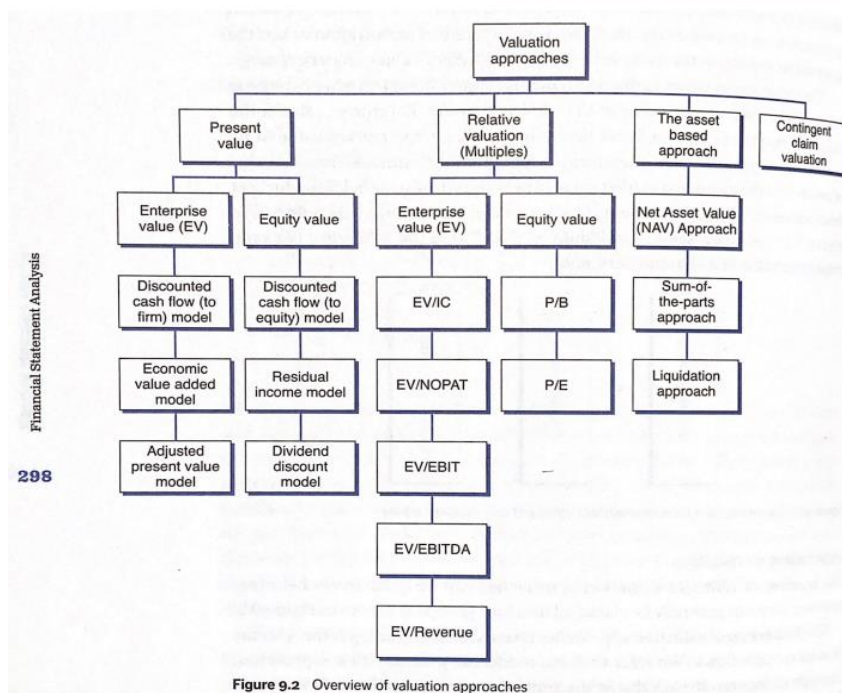 Valuation
approaches
Present
value
Relative
valuation
(Multiples)
The asset
based
approach
Contingent
claim
valuation
Enterprise
value (EV)
Equity value
Enterprise
value (EV)
Equity value
Net Asset Value
(NAV) Approach
Discounted
cash flow (to
firm) model
Discounted
cash flow (to
equity) model
EV/IC
P/B
Sum-of-
the-parts
approach
Economic
value added
model
Residual
income model
EV/NOPAT
P/E
Liquidation
approach
Adjusted
present value
model
Dividend
discount
model
EV/EBIT
EV/EBITDA
EV/Revenue
Figure 9.2 Overview of valuation approaches
Financial Statement Analysis
298